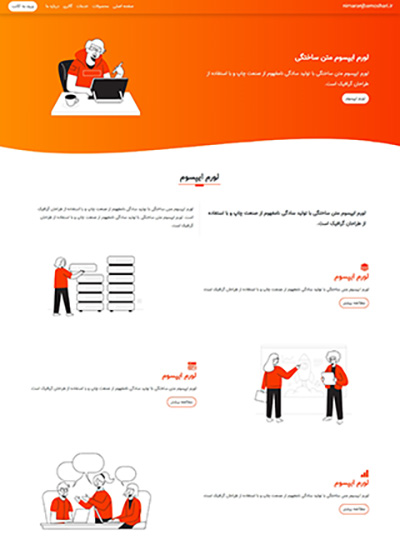 nimaranjbarnozhari.ir
صفحه اصلی محصولات خدمات گالری درباره ما
ورود به اکانت
لورم ایپسوم متن ساختگی
لورم ایپسوم متن ساختگی با تولید سادگی نامفهوم از صنعت چاپ و با استفاده از
طراحان گرافیک است.
لورم ایپسوم
لورم ایپسوم
لورم ایپسوم متن ساختگی با تولید سادگی نامفهوم از صنعت چاپ و با استفاده
از طراحان گرافیک است.
لورم ایپسوم متن ساختگی با تولید سادگی نامفهوم از صنعت چاپ و با استفاده از طراحان گرافیک
است. لورم ایپسوم متن ساختگی با تولید سادگی نامفهوم از صنعت چاپ و با استفاده از طراحان
گرافیک است.
لورم ایپسوم
لورم ایپسوم متن ساختگی با تولید سادگی نامفهوم از صنعت چاپ و با استفاده از طراحان گرافیک است.
مطالعه بیشتر
لورم ایپسوم
لورم ایپسوم متن ساختگی با تولید سادگی نامفهوم از صنعت چاپ و با استفاده از طراحان گرافیک است.
مطالعه بیشتر
لورم ایپسوم
لورم ایپسوم متن ساختگی با تولید سادگی نامفهوم از صنعت چاپ و با استفاده از طراحان گرافیک است.
مطالعه بیشتر